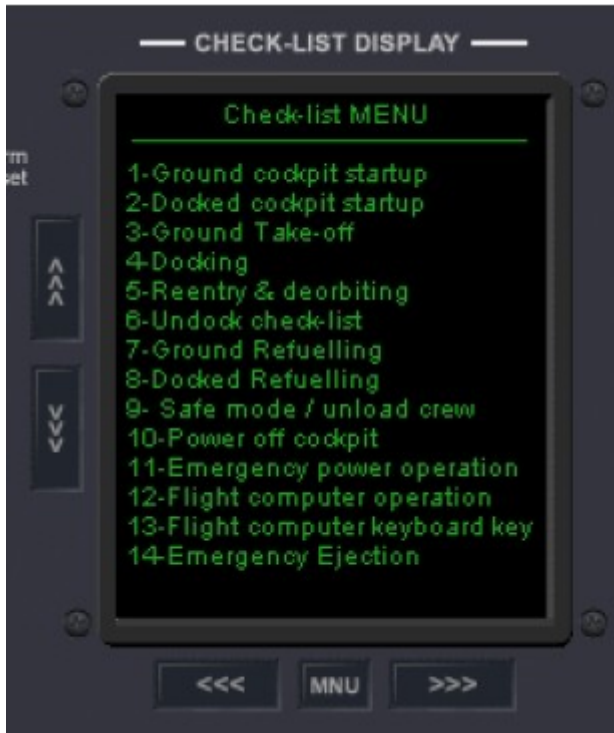 CHECK-LIST DISPLAY
Check-list MENU
1-Ground cockpit startup
2-Docked cockpit startup
3-Ground Take-off
4-Docking
5-Reentry & deorbiting
6-Undock check-list
7-Ground Refuelling
8-Docked Refuelling
9- Safe mode / unload crew
10-Power off cockpit
11-Emergency power operation
12-Flight computer operation
13-Flight computer keyboard key
14-Emergency Ejection
<<< MNU >>>